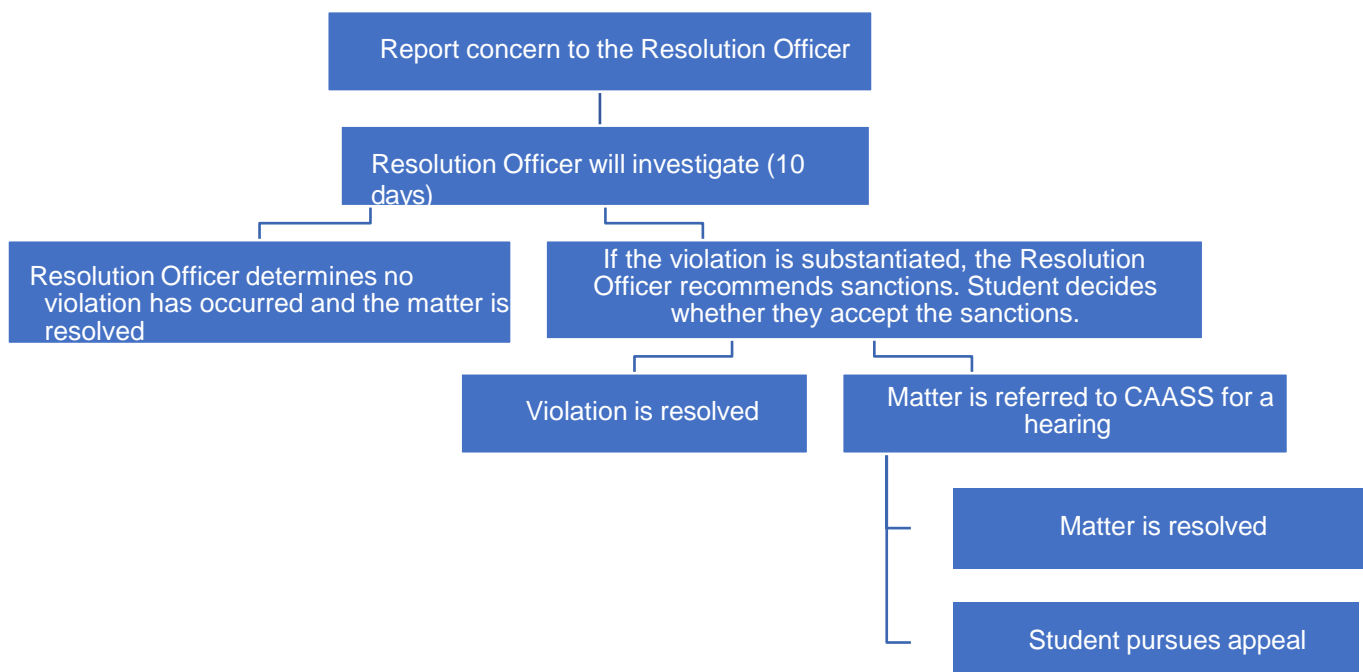 Report concern to the Resolution Officer
Resolution Officer will investigate (10
days)
Resolution Officer determines no
violation has occurred and the matter is
resolved
If the violation is substantiated, the Resolution
Officer recommends sanctions. Student decides
whether they accept the sanctions.
Violation is resolved
Matter is referred to CAASS for a
hearing
Matter is resolved
Student pursues appeal